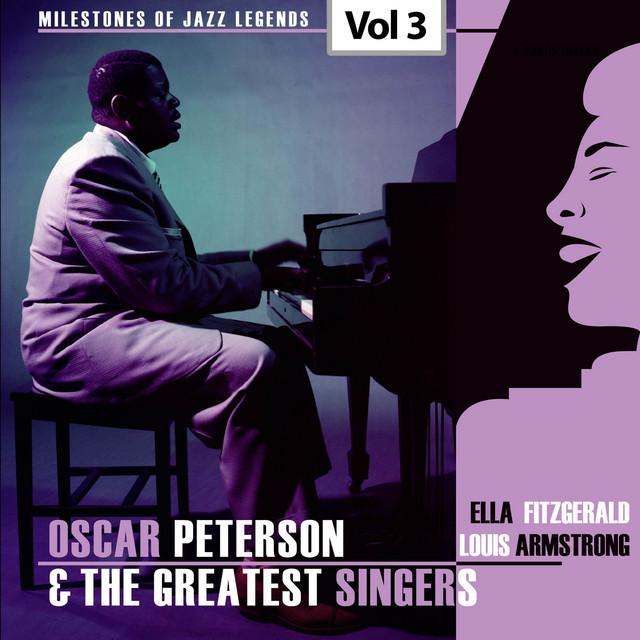 MILESTONES OF JAZZ LEGENDS
Vol 3
ELLA FITZGERALD
LOUIS ARMSTRONG
OSCAR PETERSON
& THE GREATEST SINGERS